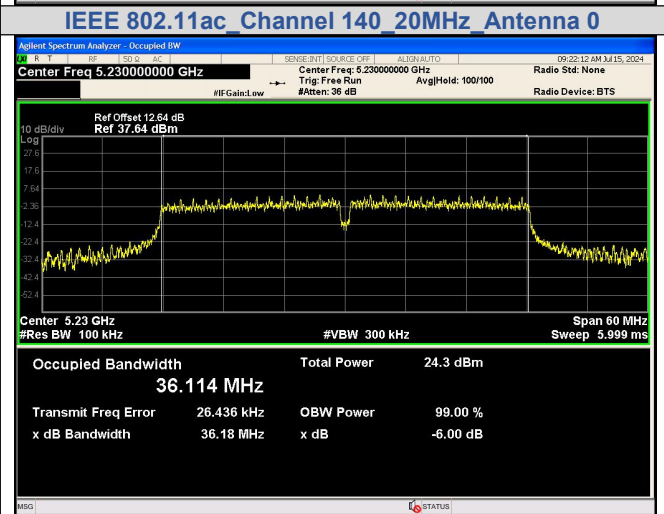 IEEE 802.11ac_Channel 140_20MHz_Antenna 0
Agilent Spectrum Analyzer - Occupied BW
R T RF 50 Ω AC SENSE:INT SOURCE OFF ALIGN AUTO 09:22:12 AM Jul 15, 2024
Center Freq 5.230000000 GHz Center Freq: 5.230000000 GHz Radio Std: None
Trig: Free Run Avg|Hold: 100/100
#IFGain:Low #Atten: 36 dB Radio Device: BTS
Ref Offset 12.64 dB
10 dB/div Ref 37.64 dBm
Log
27.6
17.6
7.64
-2.36
-12.4
-22.4
-32.4
-42.4
-52.4
Center 5.23 GHz Span 60 MHz
#Res BW 100 kHz #VBW 300 kHz Sweep 5.999 ms
Occupied Bandwidth Total Power 24.3 dBm
36.114 MHz
Transmit Freq Error 26.436 kHz OBW Power 99.00 %
x dB Bandwidth 36.18 MHz x dB -6.00 dB
MSG STATUS